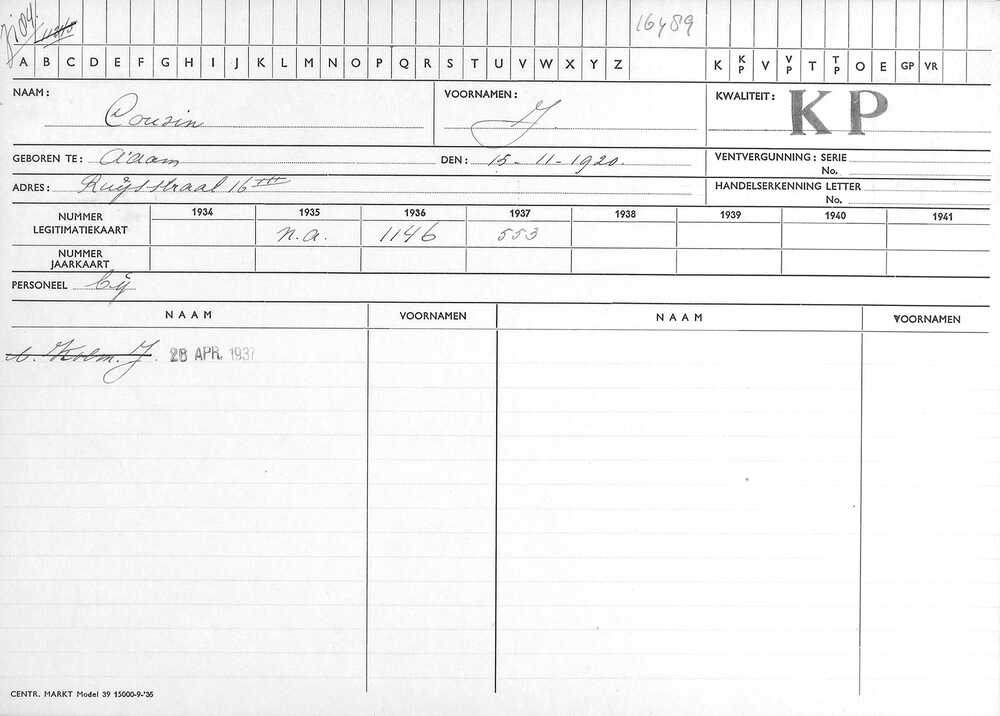 16489
A B C D E F G H I J K L M N O P Q R S T U V W X Y Z K KP V VP T TP O E GP VR
NAAM: Cousin VOORNAMEN: J KWALITEIT: KP
GEBOREN TE: A'dam DEN: 15-11-1920. VENTVERGUNNING: SERIE
No.
ADRES: Ruijsstraat 16 III HANDELSERKENNING LETTER
No.
NUMMER LEGITIMATIEKAART 1934 1935 1936 1937 1938 1939 1940 1941
n.a. 1146 553
NUMMER JAARKAART
PERSONEEL bij
NAAM VOORNAMEN NAAM VOORNAMEN
J. 28 APR. 1937
CENTR. MARKT Model 39 15000-9-'35